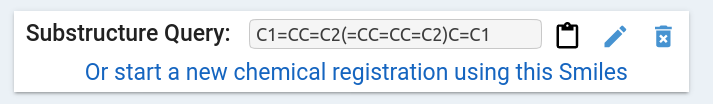 Substructure Query: C1=CC=C2(=CC=CC=C2)C=C1
Or start a new chemical registration using this Smiles